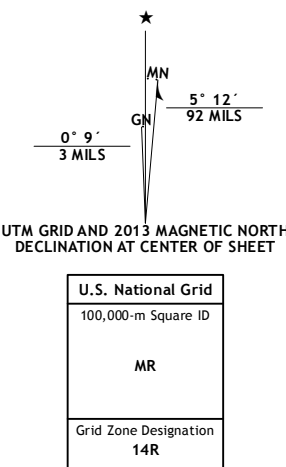 ★
MN
5° 12´
92 MILS
GN
0° 9´
3 MILS
UTM GRID AND 2013 MAGNETIC NORTH
DECLINATION AT CENTER OF SHEET
U.S. National Grid
100,000-m Square ID
MR
Grid Zone Designation
14R